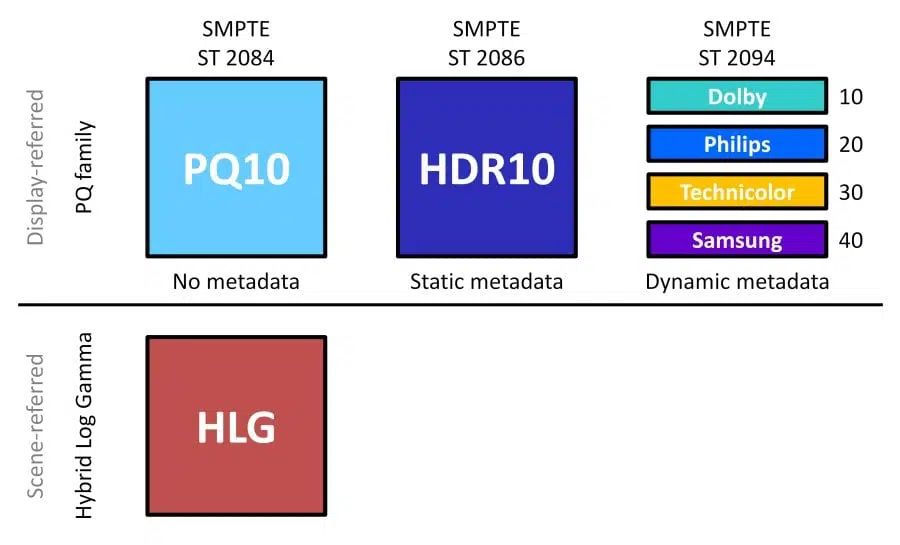 SMPTE
ST 2084
SMPTE
ST 2086
SMPTE
ST 2094
Display-referred
PQ family
PQ10
HDR10
Dolby 10
Philips 20
Technicolor 30
Samsung 40
No metadata
Static metadata
Dynamic metadata
Scene-referred
Hybrid Log Gamma
HLG